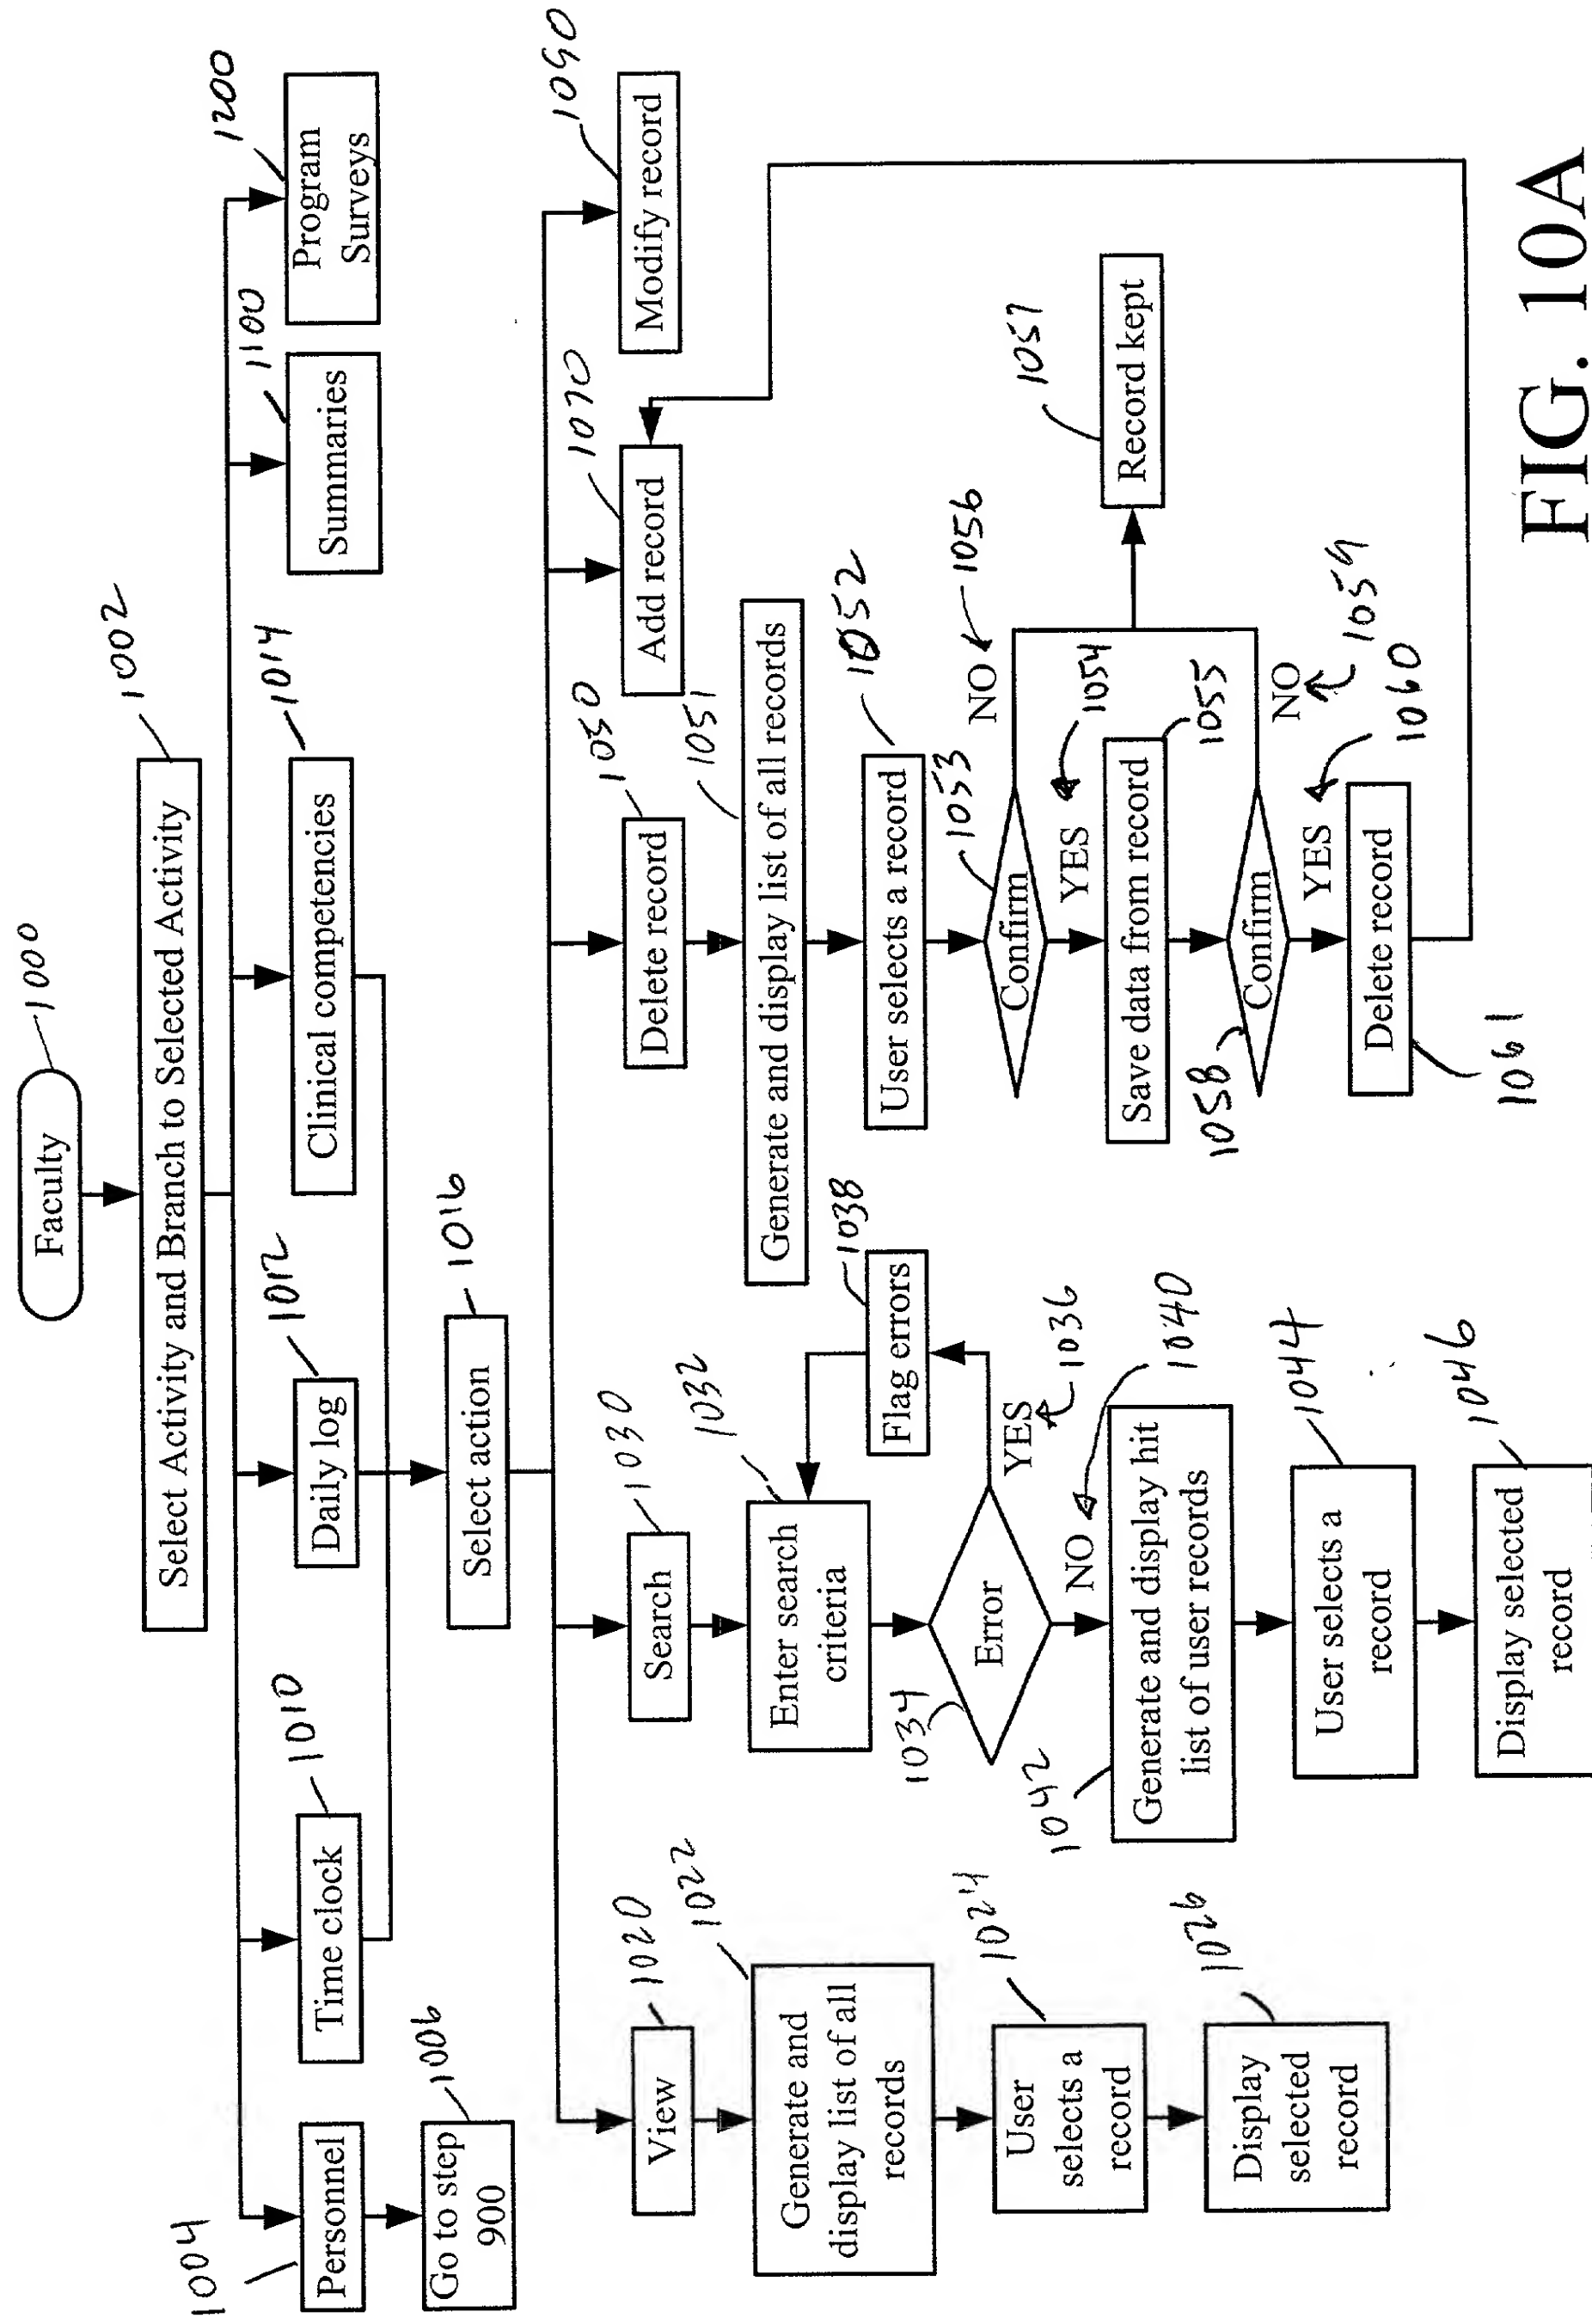 Faculty
1000
Select Activity and Branch to Selected Activity
1002
1004
Personnel
Go to step
900
1006
Time clock
1010
Daily log
1012
Clinical competencies
1014
Summaries
1100
Program
Surveys
1200
Select action
1016
View
1020
Generate and
display list of all
records
1022
User
selects a
record
1024
Display
selected
record
1026
Search
1030
Enter search
criteria
1032
Error
1034
YES
1036
Flag errors
1038
NO
1040
Generate and display hit
list of user records
1042
User selects a
record
1044
Display selected
record
1046
Delete record
1050
Generate and display list of all records
1051
User selects a record
1052
Confirm
1053
NO
1056
YES
1054
Save data from record
1055
Confirm
1058
NO
1059
YES
1060
Delete record
1061
Record kept
1057
Add record
1070
Modify record
1090
FIG. 10A